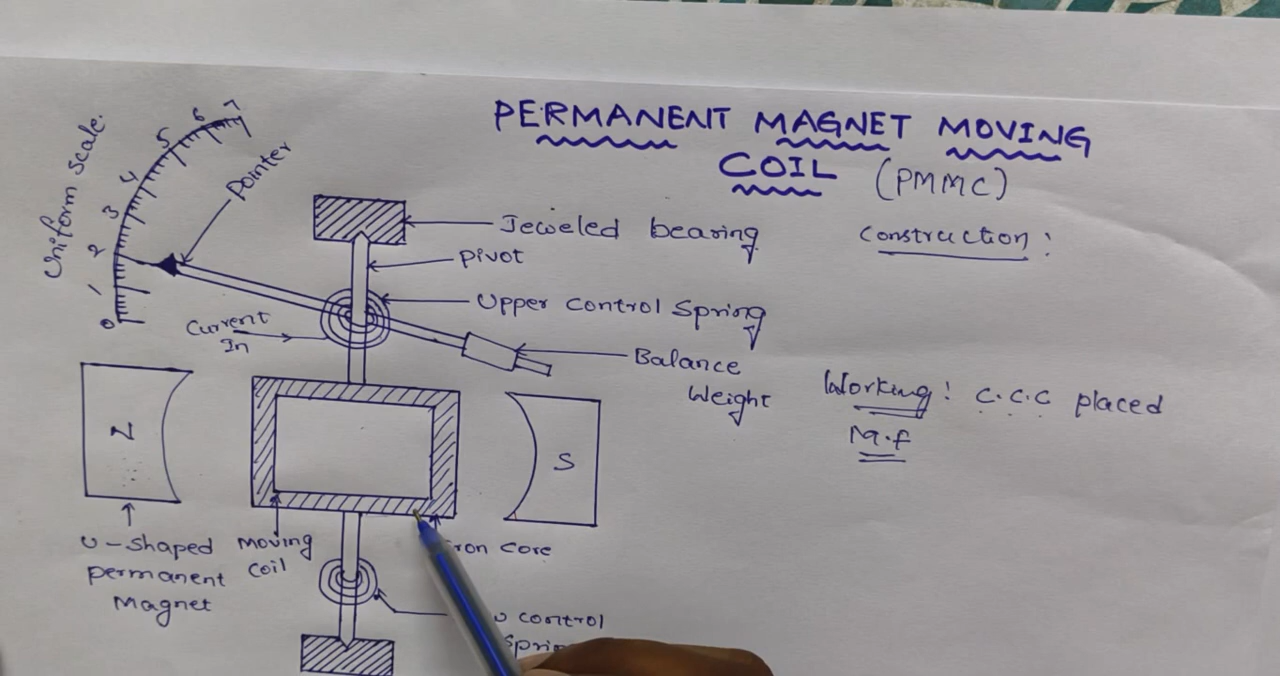 PERMANENT MAGNET MOVING
COIL (PMMC)
Uniform scale.
0 1 2 3 4 5 6 7
Pointer
Jeweled bearing
Pivot
Construction :
Upper Control Spring
Current
In
Balance
Weight
Working : C.C.C placed
M.f
N
S
U-shaped
permanent
Magnet
Moving
coil
core
control